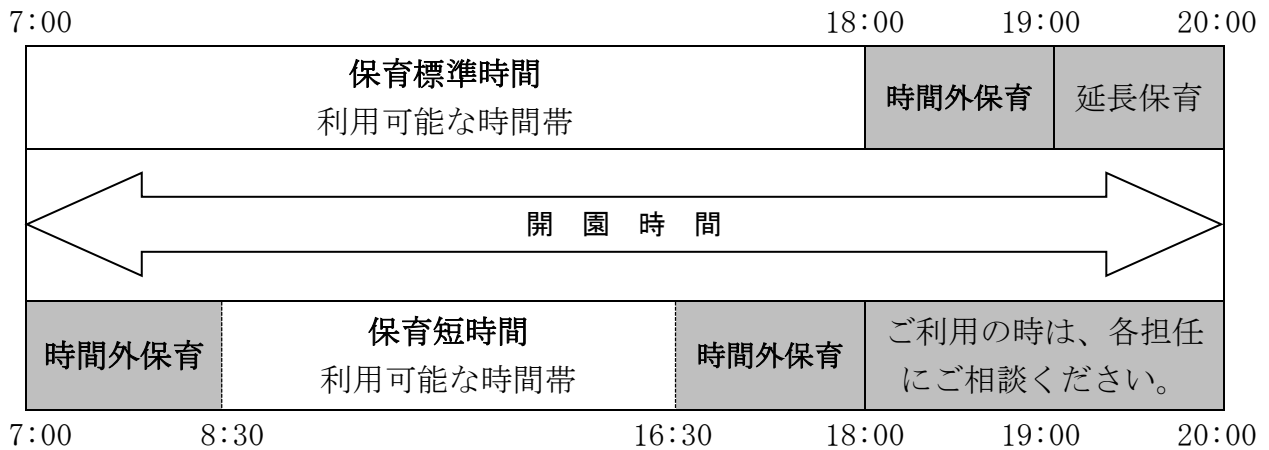 7:00 18:00 19:00 20:00
保育標準時間
利用可能な時間帯
時間外保育
延長保育
開 園 時 間
時間外保育
保育短時間
利用可能な時間帯
時間外保育
ご利用の時は、各担任
にご相談ください。
7:00 8:30 16:30 18:00 19:00 20:00